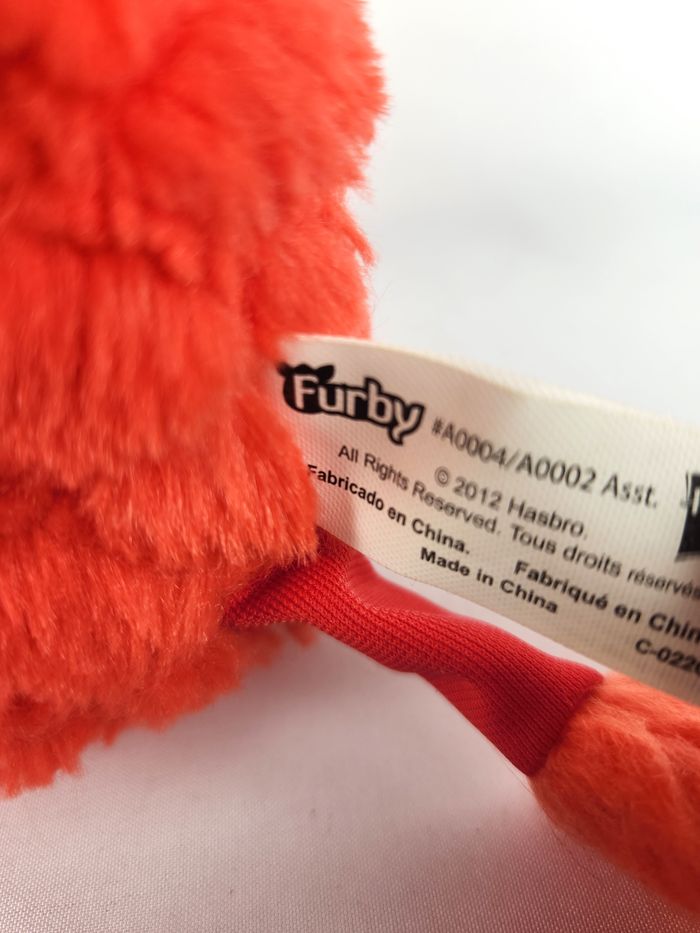 Furby #A0004/A0002 Asst.
© 2012 Hasbro.
All Rights Reserved. Tous droits réservés
Fabricado en China. Fabriqué en Chin
Made in China
C-022